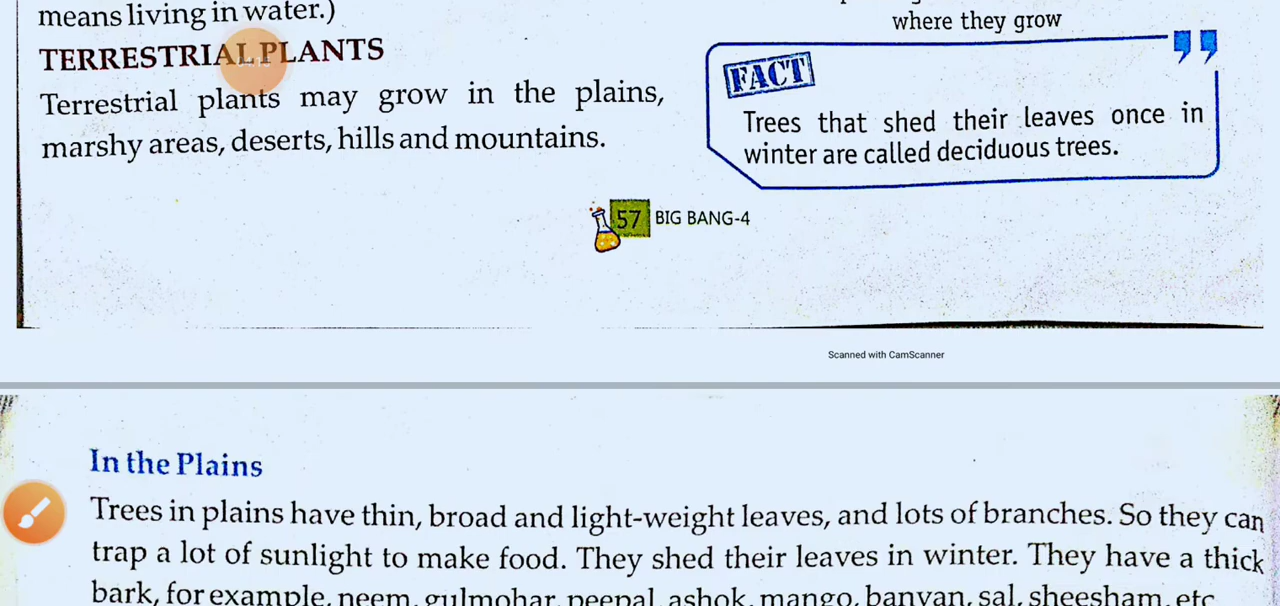 means living in water.)
TERRESTRIAL PLANTS
Terrestrial plants may grow in the plains,
marshy areas, deserts, hills and mountains.
where they grow
FACT
Trees that shed their leaves once in
winter are called deciduous trees.
57 BIG BANG-4
Scanned with CamScanner
In the Plains
Trees in plains have thin, broad and light-weight leaves, and lots of branches. So they can
trap a lot of sunlight to make food. They shed their leaves in winter. They have a thick
bark, for example, neem, gulmohar, peepal, ashok, mango, banyan, sal, sheesham, etc